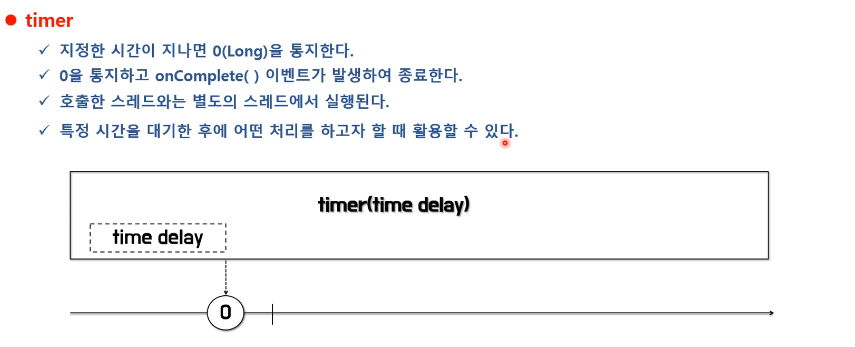 timer
지정한 시간이 지나면 0(Long)을 통지한다.
0을 통지하고 onComplete( ) 이벤트가 발생하여 종료한다.
호출한 스레드와는 별도의 스레드에서 실행된다.
특정 시간을 대기한 후에 어떤 처리를 하고자 할 때 활용할 수 있다.
timer(time delay)
time delay
0